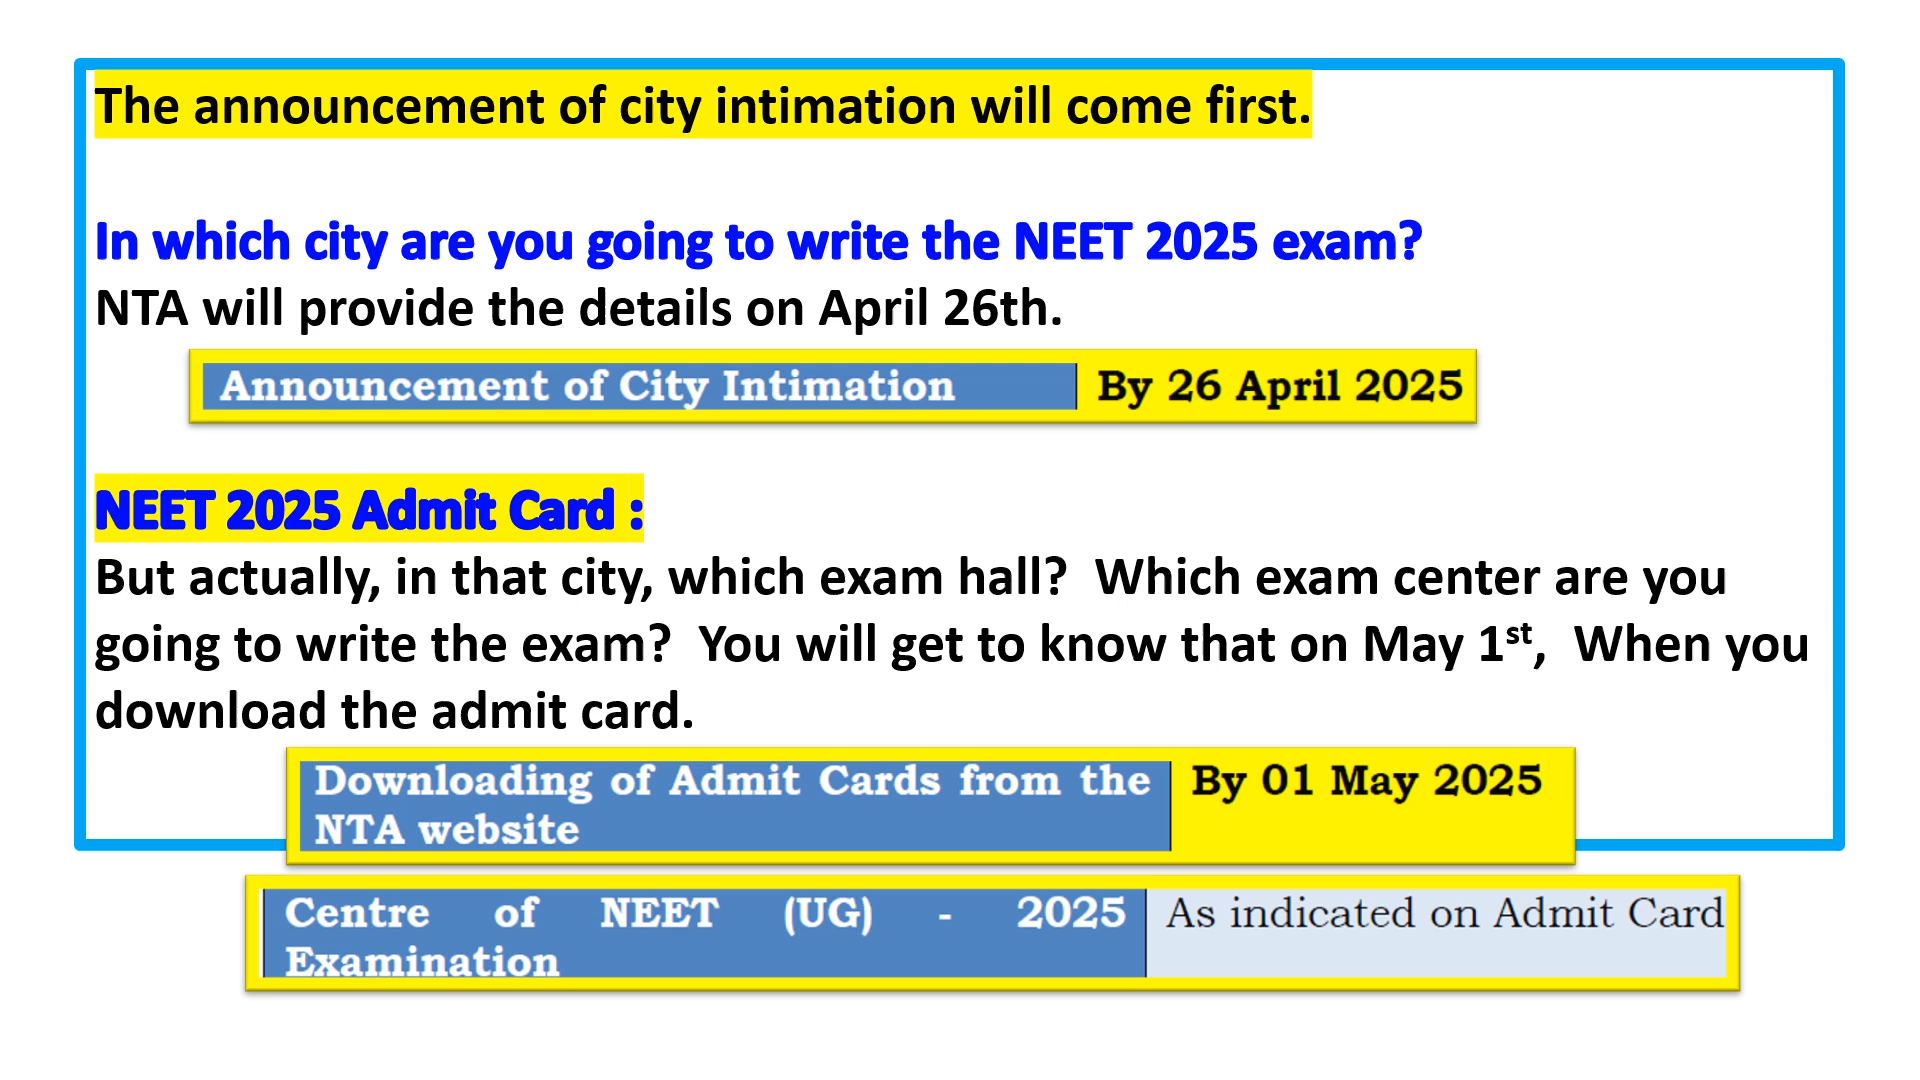 The announcement of city intimation will come first.
In which city are you going to write the NEET 2025 exam?
NTA will provide the details on April 26th.
Announcement of City Intimation By 26 April 2025
NEET 2025 Admit Card :
But actually, in that city, which exam hall? Which exam center are you
going to write the exam? You will get to know that on May 1st, When you
download the admit card.
Downloading of Admit Cards from the By 01 May 2025
NTA website
Centre of NEET (UG) - 2025 As indicated on Admit Card
Examination